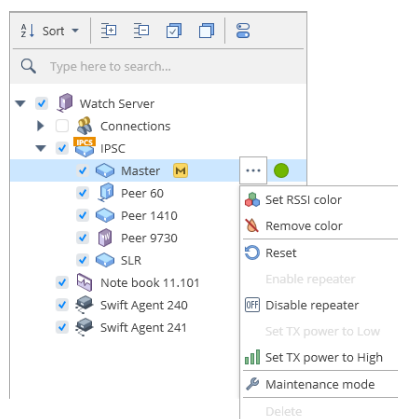 A
Z
Sort
Type here to search...
Watch Server
Connections
IPCS
IPSC
Master M ...
Peer 60
Peer 1410
Peer 9730
SLR
Note book 11.101
Swift Agent 240
Swift Agent 241
Set RSSI color
Remove color
Reset
Enable repeater
OFF Disable repeater
Set TX power to Low
Set TX power to High
Maintenance mode
Delete